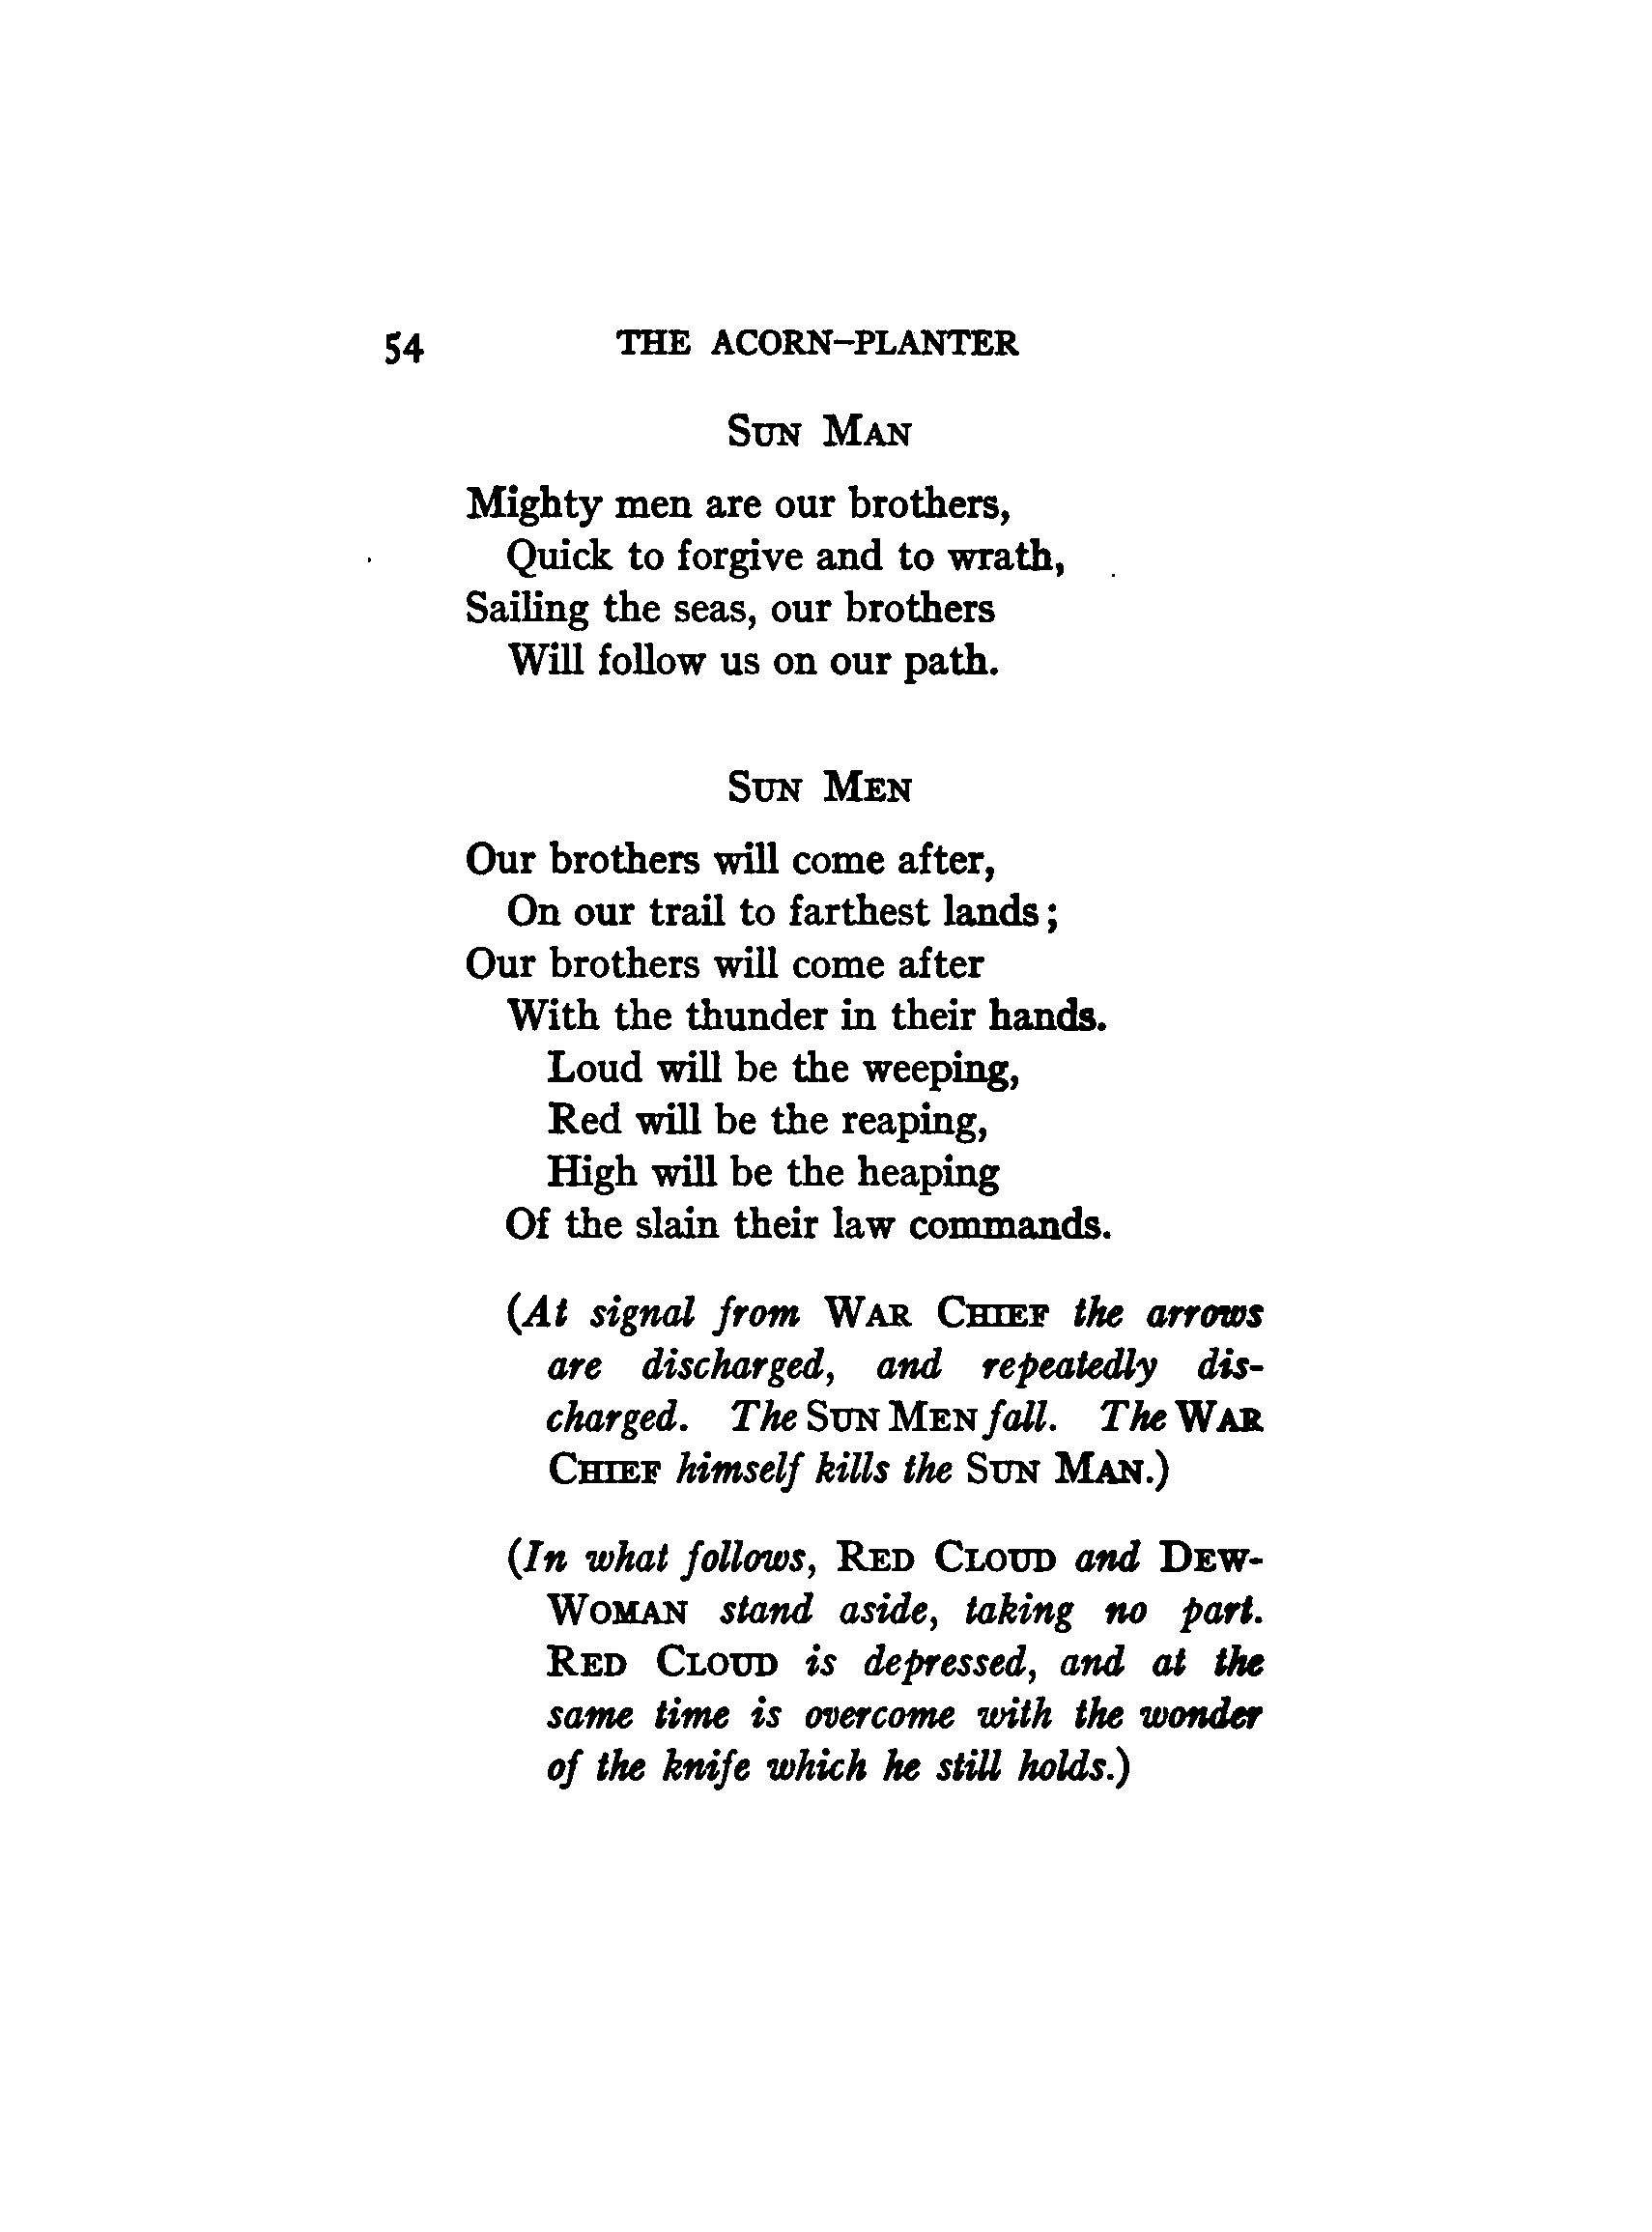 54 THE ACORN-PLANTER
SUN MAN
Mighty men are our brothers,
Quick to forgive and to wrath,
Sailing the seas, our brothers
Will follow us on our path.
SUN MEN
Our brothers will come after,
On our trail to farthest lands;
Our brothers will come after
With the thunder in their hands.
Loud will be the weeping,
Red will be the reaping,
High will be the heaping
Of the slain their law commands.
(At signal from WAR CHIEF the arrows
are discharged, and repeatedly dis-
charged. The SUN MEN fall. The WAR
CHIEF himself kills the SUN MAN.)
(In what follows, RED CLOUD and DEW-
WOMAN stand aside, taking no part.
RED CLOUD is depressed, and at the
same time is overcome with the wonder
of the knife which he still holds.)